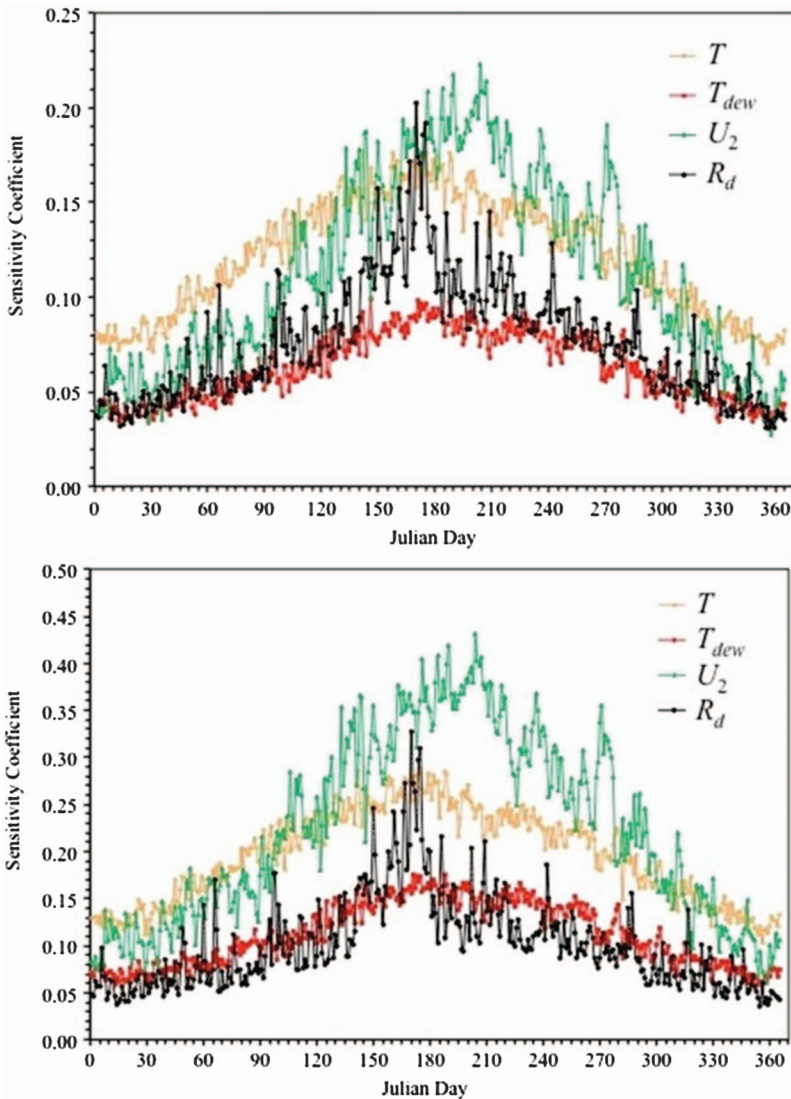 0.25
0.20
0.15
0.10
0.05
0.00
Sensitivity Coefficient
T
T_dew
U_2
R_d
0 30 60 90 120 150 180 210 240 270 300 330 360
Julian Day
0.50
0.45
0.40
0.35
0.30
0.25
0.20
0.15
0.10
0.05
0.00
Sensitivity Coefficient
T
T_dew
U_2
R_d
0 30 60 90 120 150 180 210 240 270 300 330 360
Julian Day